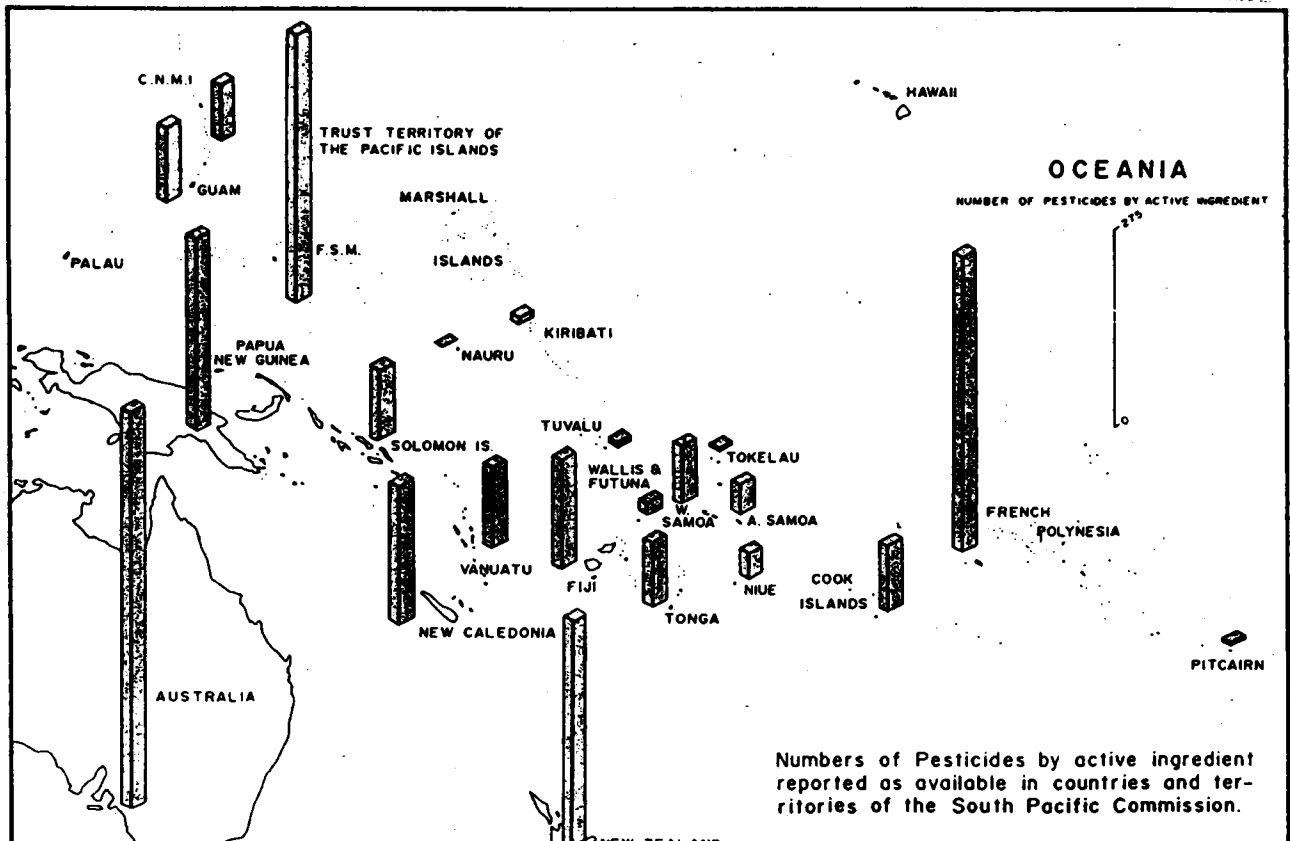 C.N.M.I
HAWAII
TRUST TERRITORY OF
THE PACIFIC ISLANDS
OCEANIA
NUMBER OF PESTICIDES BY ACTIVE INGREDIENT
GUAM
MARSHALL
275
F.S.M.
PALAU
ISLANDS
KIRIBATI
PAPUA
NEW GUINEA
NAURU
0
TUVALU
SOLOMON IS.
TOKELAU
WALLIS &
FUTUNA
W.
SAMOA
A. SAMOA
FRENCH
POLYNESIA
VANUATU
FIJI
NIUE
COOK
ISLANDS
TONGA
NEW CALEDONIA
PITCAIRN
AUSTRALIA
Numbers of Pesticides by active ingredient
reported as available in countries and ter-
ritories of the South Pacific Commission.
NEW ZEALAND